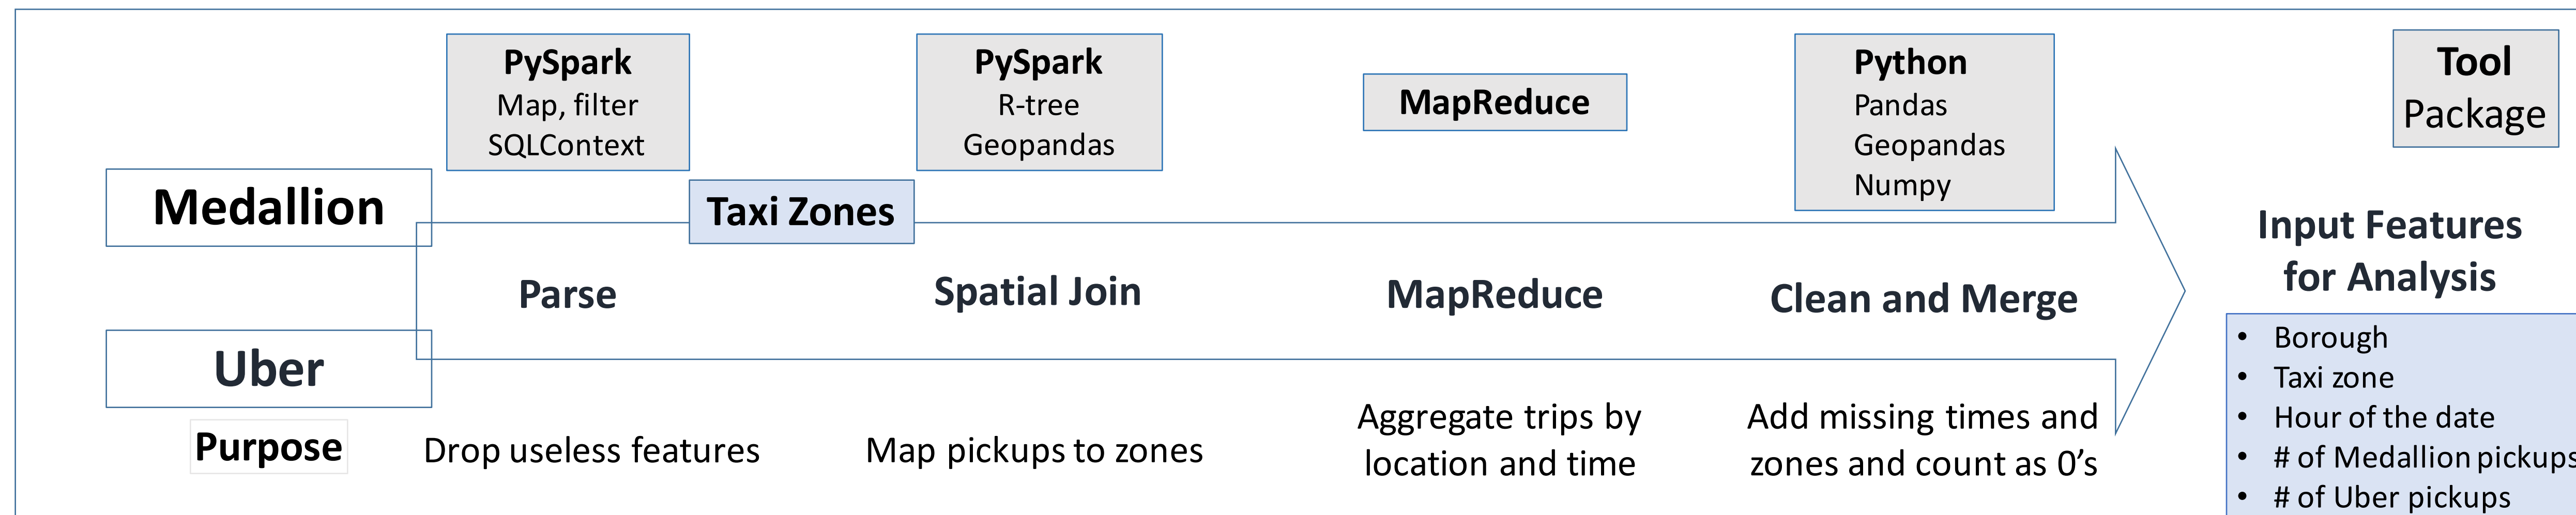 PySpark
Map, filter
SQLContext
PySpark
R-tree
Geopandas
MapReduce
Python
Pandas
Geopandas
Numpy
Tool
Package
Medallion
Taxi Zones
Uber
Parse
Spatial Join
MapReduce
Clean and Merge
Input Features
for Analysis
• Borough
• Taxi zone
• Hour of the date
• # of Medallion pickups
• # of Uber pickups
Purpose
Drop useless features
Map pickups to zones
Aggregate trips by
location and time
Add missing times and
zones and count as 0’s